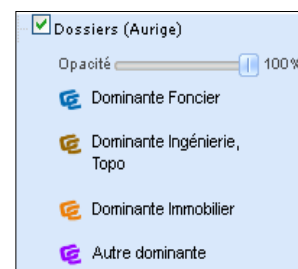 Dossiers (Aurige)
Opacité 100%
Dominante Foncier
Dominante Ingénierie,
Topo
Dominante Immobilier
Autre dominante